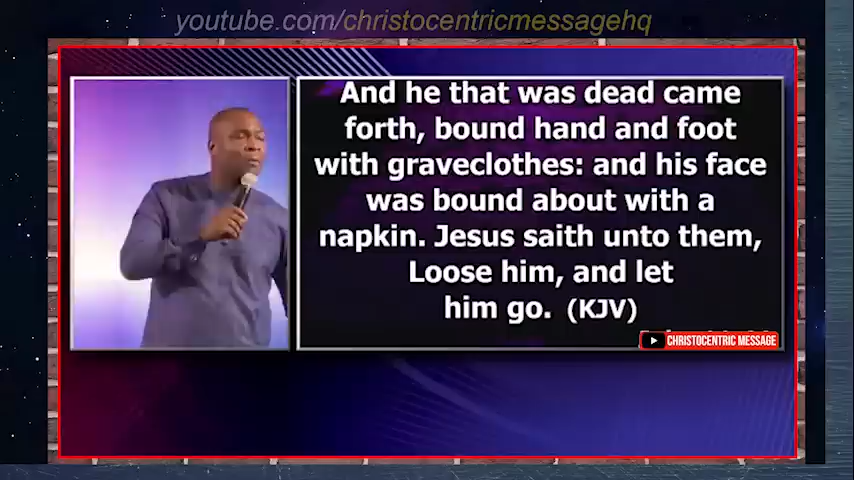 youtube.com/christocentricmessagehq
And he that was dead came
forth, bound hand and foot
with graveclothes: and his face
was bound about with a
napkin. Jesus saith unto them,
Loose him, and let
him go. (KJV)
CHRISTOCENTRIC MESSAGE